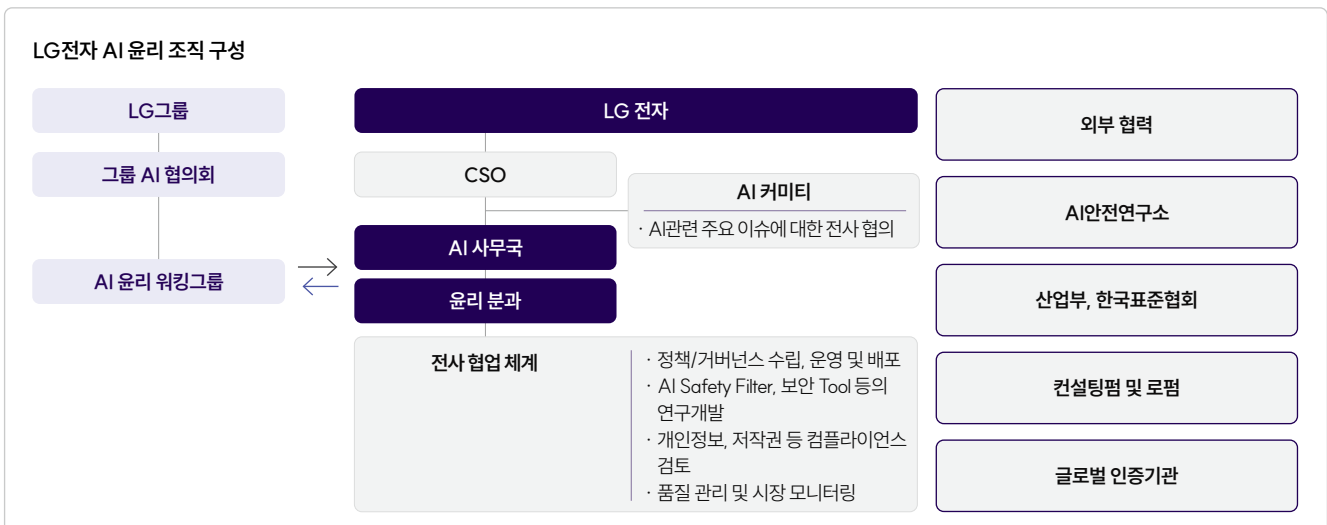 LG전자 AI 윤리 조직 구성
LG그룹
그룹 AI 협의회
AI 윤리 워킹그룹
LG 전자
CSO
AI 커미티
· AI관련 주요 이슈에 대한 전사 협의
AI 사무국
윤리 분과
전사 협업 체계
· 정책/거버넌스 수립, 운영 및 배포
· AI Safety Filter, 보안 Tool 등의
연구개발
· 개인정보, 저작권 등 컴플라이언스
검토
· 품질 관리 및 시장 모니터링
외부 협력
AI안전연구소
산업부, 한국표준협회
컨설팅펌 및 로펌
글로벌 인증기관